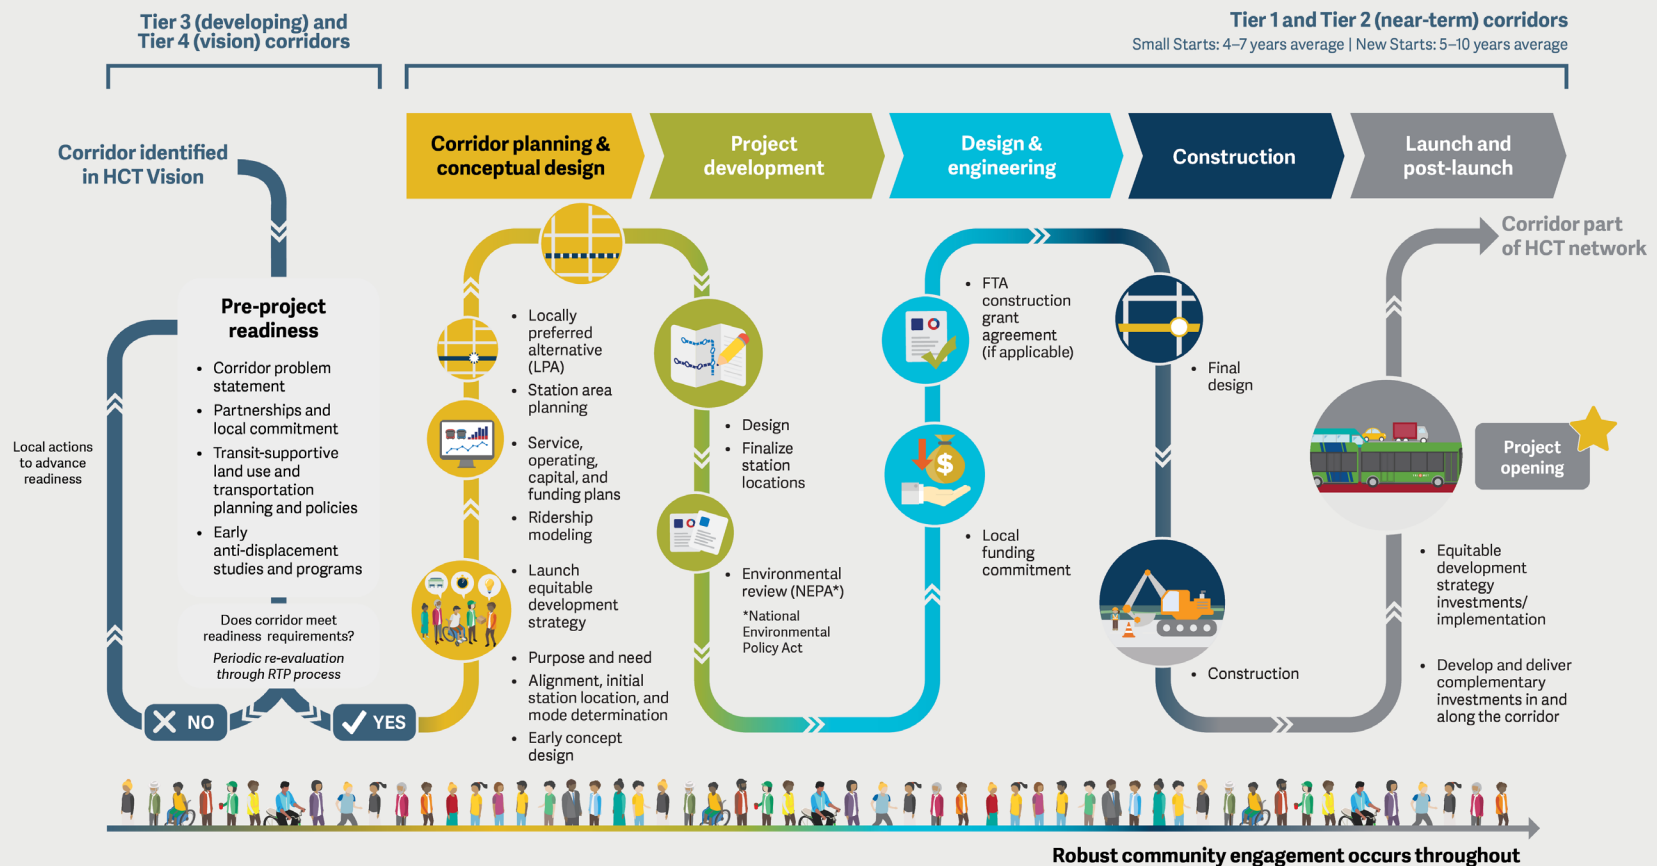 Tier 3 (developing) and
Tier 4 (vision) corridors
Tier 1 and Tier 2 (near-term) corridors
Small Starts: 4–7 years average | New Starts: 5–10 years average
Corridor identified
in HCT Vision
Pre-project
readiness
• Corridor problem
statement
• Partnerships and
local commitment
• Transit-supportive
land use and
transportation
planning and policies
• Early
anti-displacement
studies and programs
Does corridor meet
readiness requirements?
Periodic re-evaluation
through RTP process
Local actions
to advance
readiness
NO
YES
Corridor planning &
conceptual design
• Locally
preferred
alternative
(LPA)
• Station area
planning
• Service,
operating,
capital, and
funding plans
• Ridership
modeling
• Launch
equitable
development
strategy
• Purpose and need
• Alignment, initial
station location, and
mode determination
• Early concept
design
Project
development
• Design
• Finalize
station
locations
• Environmental
review (NEPA*)
*National
Environmental
Policy Act
Design &
engineering
• FTA
construction
grant
agreement
(if applicable)
$
• Local
funding
commitment
Construction
• Final
design
• Construction
Launch and
post-launch
Corridor part
of HCT network
Project
opening
• Equitable
development
strategy
investments/
implementation
• Develop and deliver
complementary
investments in and
along the corridor
Robust community engagement occurs throughout